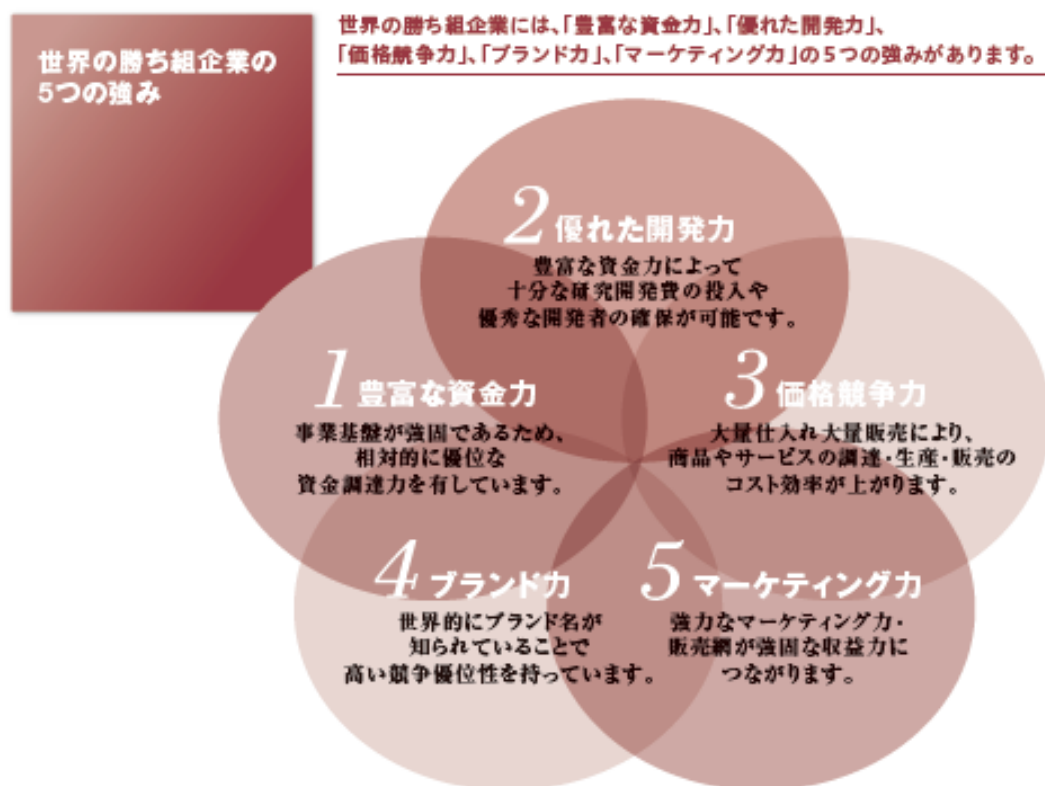 世界の勝ち組企業の
5つの強み
世界の勝ち組企業には、「豊富な資金力」、「優れた開発力」、
「価格競争力」、「ブランド力」、「マーケティング力」の5つの強みがあります。
1 豊富な資金力
事業基盤が強固であるため、
相対的に優位な
資金調達力を有しています。
2 優れた開発力
豊富な資金力によって
十分な研究開発費の投入や
優秀な開発者の確保が可能です。
3 価格競争力
大量仕入れ大量販売により、
商品やサービスの調達・生産・販売の
コスト効率が上がります。
4 ブランド力
世界的にブランド名が
知られていることで
高い競争優位性を持っています。
5 マーケティング力
強力なマーケティング力・
販売網が強固な収益力に
つながります。